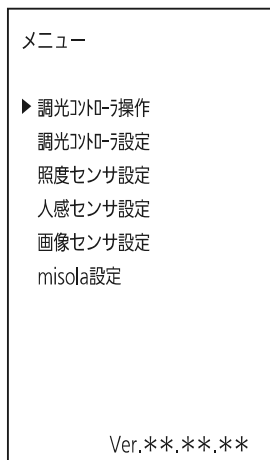 メニュー
▶ 調光ｺﾝﾄﾛｰﾗ操作
調光ｺﾝﾄﾛｰﾗ設定
照度センサ設定
人感センサ設定
画像センサ設定
misola設定
Ver.**.**.**